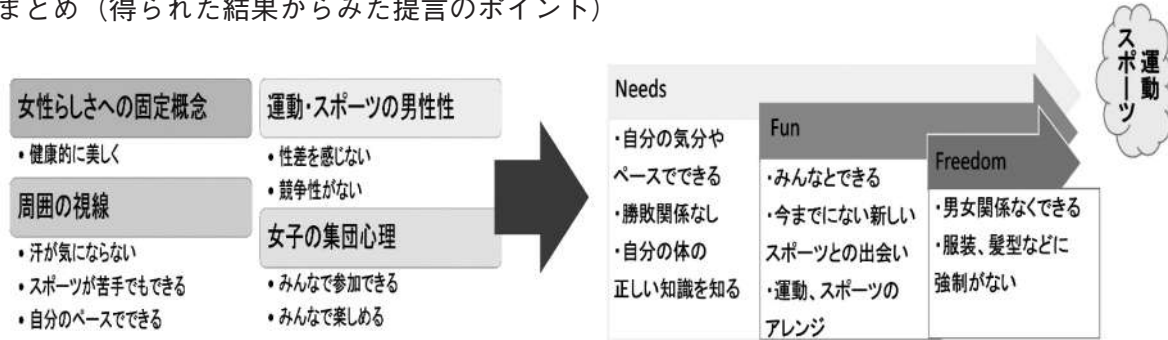 まとめ（得られた結果からみた提言のポイント）
女性らしさへの固定概念
• 健康的に美しく
周囲の視線
• 汗が気にならない
• スポーツが苦手でもできる
• 自分のペースでできる
運動・スポーツの男性性
• 性差を感じない
• 競争性がない
女子の集団心理
• みんなで参加できる
• みんなで楽しめる
Needs
・自分の気分や
ペースでできる
・勝敗関係なし
・自分の体の
正しい知識を知る
Fun
・みんなとできる
・今までにない新しい
スポーツとの出会い
・運動、スポーツの
アレンジ
Freedom
・男女関係なくできる
・服装、髪型などに
強制がない
運動
スポーツ